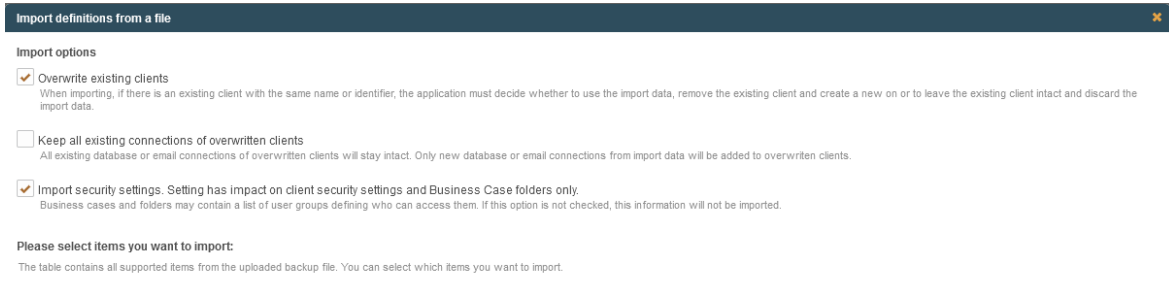 Import definitions from a file
Import options
Overwrite existing clients
When importing, if there is an existing client with the same name or identifier, the application must decide whether to use the import data, remove the existing client and create a new on or to leave the existing client intact and discard the
import data.
Keep all existing connections of overwritten clients
All existing database or email connections of overwritten clients will stay intact. Only new database or email connections from import data will be added to overwriten clients.
Import security settings. Setting has impact on client security settings and Business Case folders only.
Business cases and folders may contain a list of user groups defining who can access them. If this option is not checked, this information will not be imported.
Please select items you want to import:
The table contains all supported items from the uploaded backup file. You can select which items you want to import.